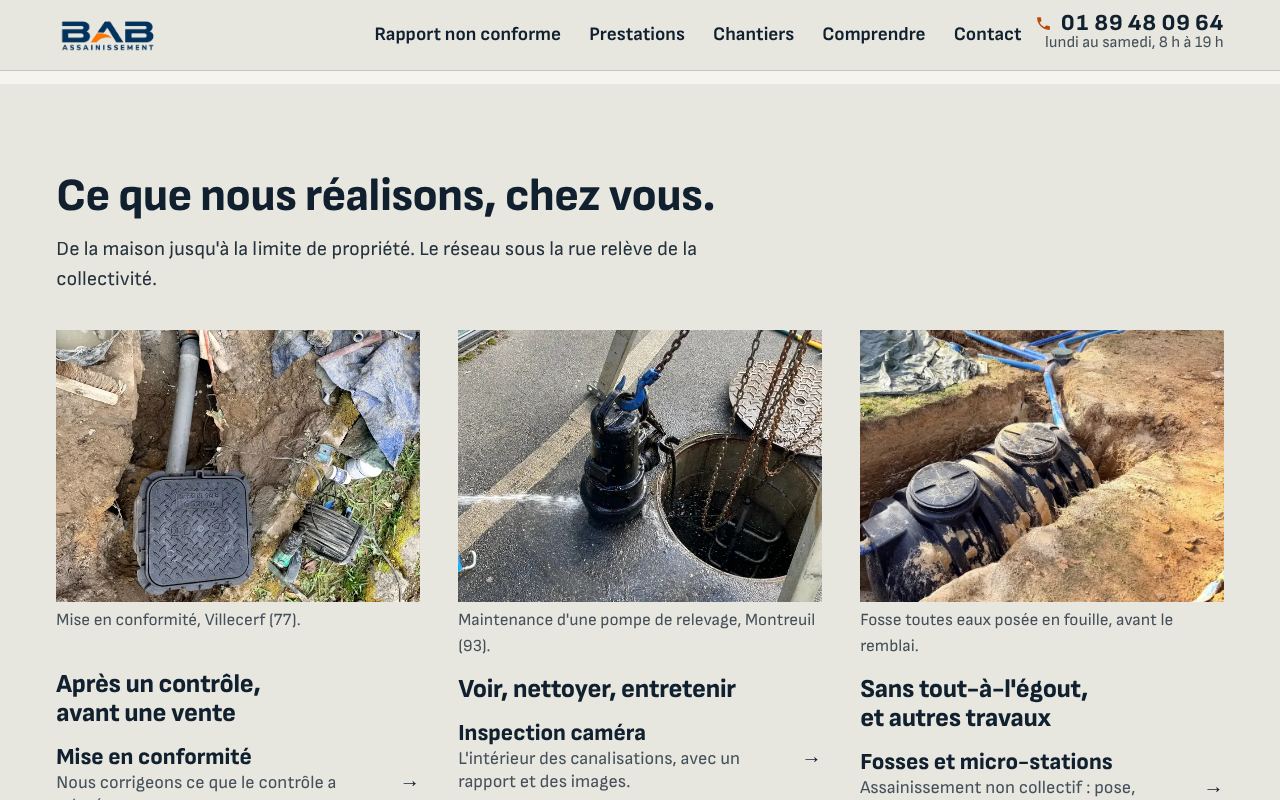 BAB
ASSAINISSEMENT
Rapport non conforme
Prestations
Chantiers
Comprendre
Contact
01 89 48 09 64
lundi au samedi, 8 h à 19 h
Ce que nous réalisons, chez vous.
De la maison jusqu'à la limite de propriété. Le réseau sous la rue relève de la
collectivité.
Mise en conformité, Villecerf (77).
Après un contrôle,
avant une vente
Mise en conformité
Nous corrigeons ce que le contrôle a
→
Maintenance d'une pompe de relevage, Montreuil
(93).
Voir, nettoyer, entretenir
Inspection caméra
L'intérieur des canalisations, avec un
rapport et des images.
→
Fosse toutes eaux posée en fouille, avant le
remblai.
Sans tout-à-l'égout,
et autres travaux
Fosses et micro-stations
Assainissement non collectif : pose,
→